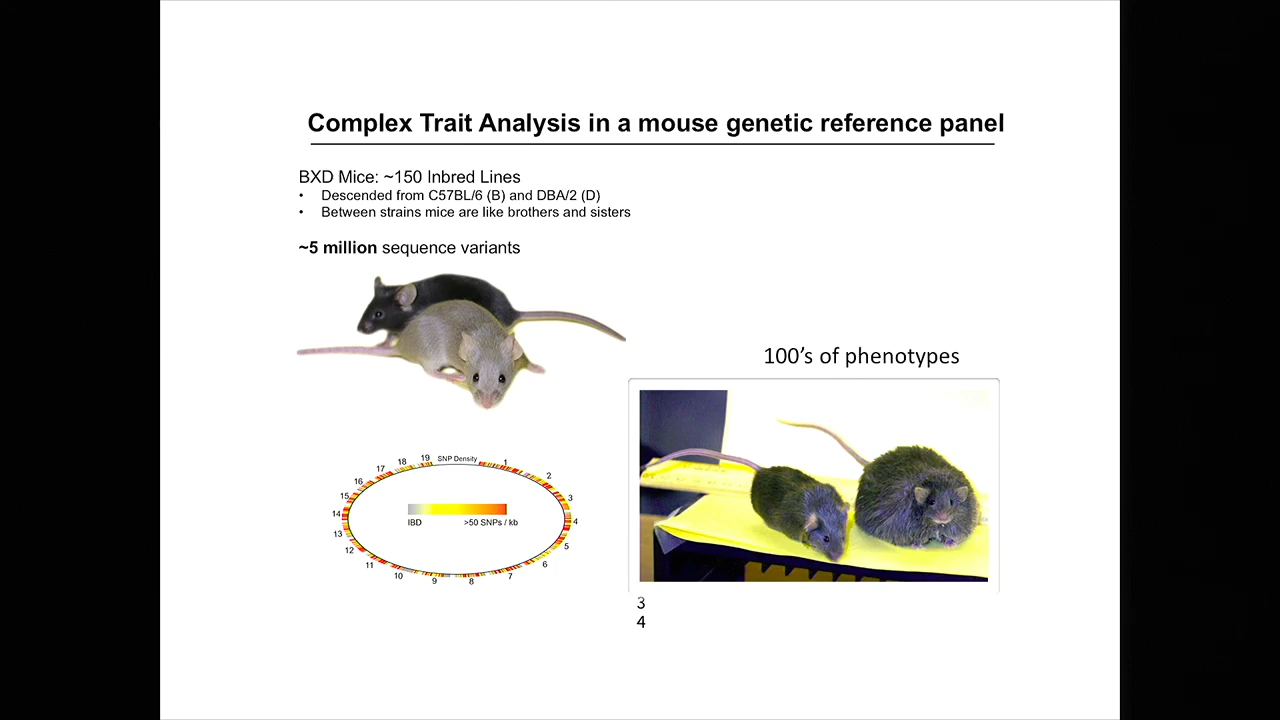 Complex Trait Analysis in a mouse genetic reference panel
BXD Mice: ~150 Inbred Lines
• Descended from C57BL/6 (B) and DBA/2 (D)
• Between strains mice are like brothers and sisters
~5 million sequence variants
100’s of phenotypes
SNP Density
1
2
3
4
5
6
7
8
9
10
11
12
13
14
15
16
17
18
19
IBD >50 SNPs / kb
3
4